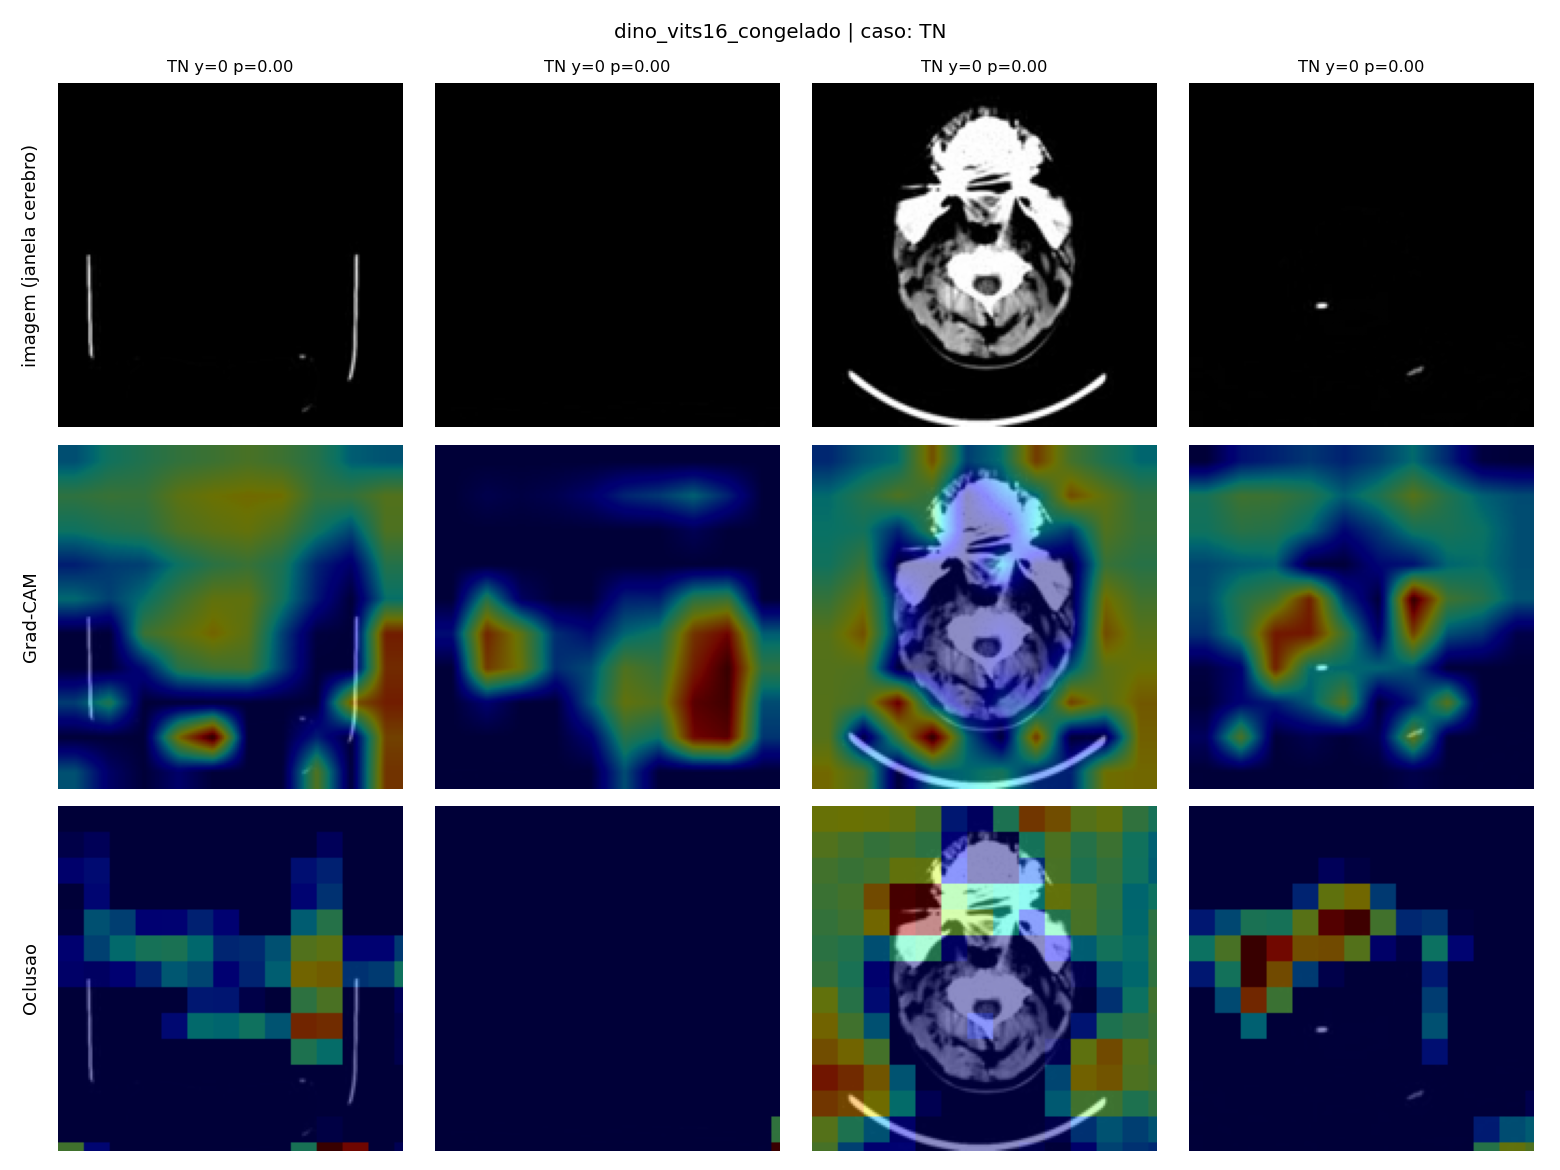 dino_vits16_congelado | caso: TN
TN y=0 p=0.00
TN y=0 p=0.00
TN y=0 p=0.00
TN y=0 p=0.00
imagem (janela cerebro)
Grad-CAM
Oclusao